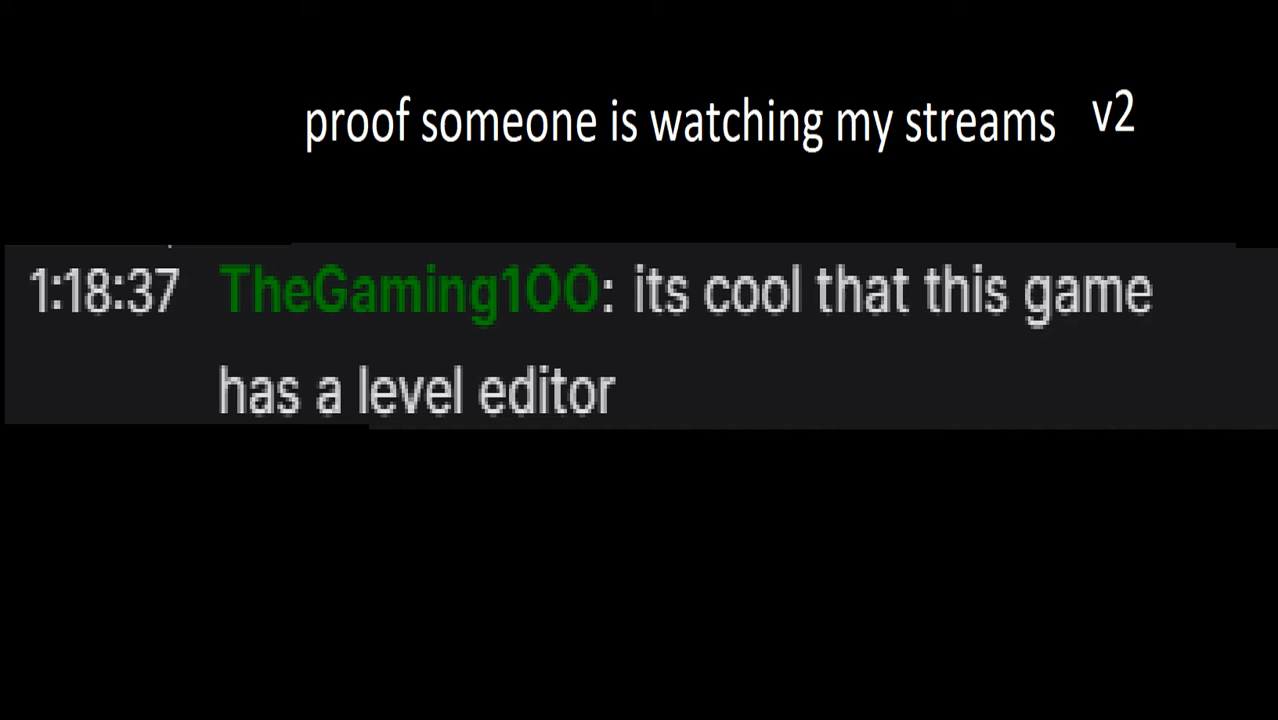 proof someone is watching my streams v2
1:18:37 TheGaming100: its cool that this game
has a level editor